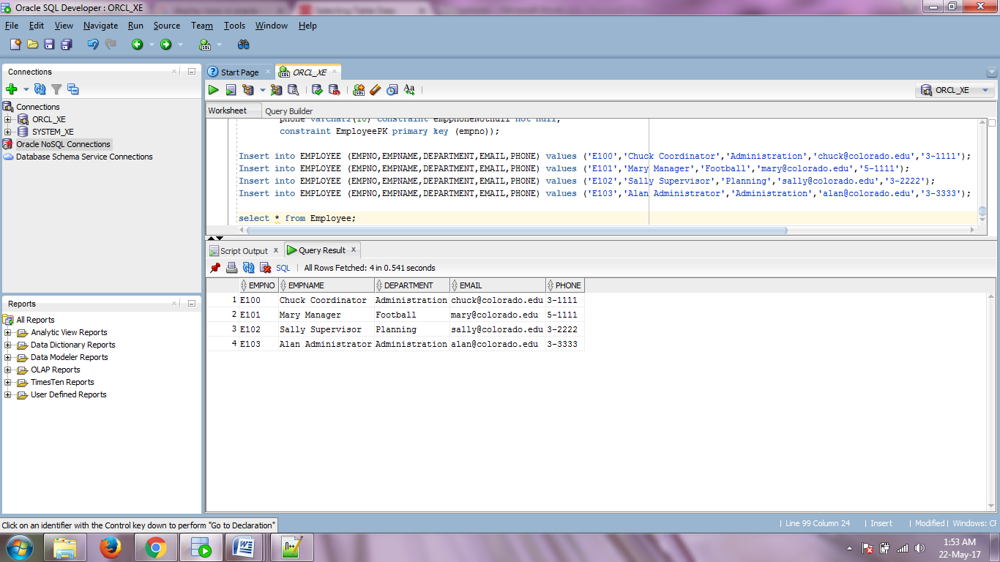 Oracle SQL Developer : ORCL_XE
File Edit View Navigate Run Source Team Tools Window Help
Connections
Connections
ORCL_XE
SYSTEM_XE
Oracle NoSQL Connections
Database Schema Service Connections
Reports
All Reports
Analytic View Reports
Data Dictionary Reports
Data Modeler Reports
OLAP Reports
TimesTen Reports
User Defined Reports
Start Page
ORCL_XE
ORCL_XE
Worksheet Query Builder
phone varchar2(10) constraint empphoneNotnull not null,
constraint EmployeePK primary key (empno));
Insert into EMPLOYEE (EMPNO,EMPNAME,DEPARTMENT,EMAIL,PHONE) values ('E100','Chuck Coordinator','Administration','chuck@colorado.edu','3-1111');
Insert into EMPLOYEE (EMPNO,EMPNAME,DEPARTMENT,EMAIL,PHONE) values ('E101','Mary Manager','Football','mary@colorado.edu','5-1111');
Insert into EMPLOYEE (EMPNO,EMPNAME,DEPARTMENT,EMAIL,PHONE) values ('E102','Sally Supervisor','Planning','sally@colorado.edu','3-2222');
Insert into EMPLOYEE (EMPNO,EMPNAME,DEPARTMENT,EMAIL,PHONE) values ('E103','Alan Administrator','Administration','alan@colorado.edu','3-3333');
select * from Employee;
Script Output x Query Result x
SQL | All Rows Fetched: 4 in 0.541 seconds
EMPNO EMPNAME DEPARTMENT EMAIL PHONE
1 E100 Chuck Coordinator Administration chuck@colorado.edu 3-1111
2 E101 Mary Manager Football mary@colorado.edu 5-1111
3 E102 Sally Supervisor Planning sally@colorado.edu 3-2222
4 E103 Alan Administrator Administration alan@colorado.edu 3-3333
Click on an identifier with the Control key down to perform "Go to Declaration"
| Line 99 Column 24 | Insert | Modified | Windows:
1:53 AM
22-May-17